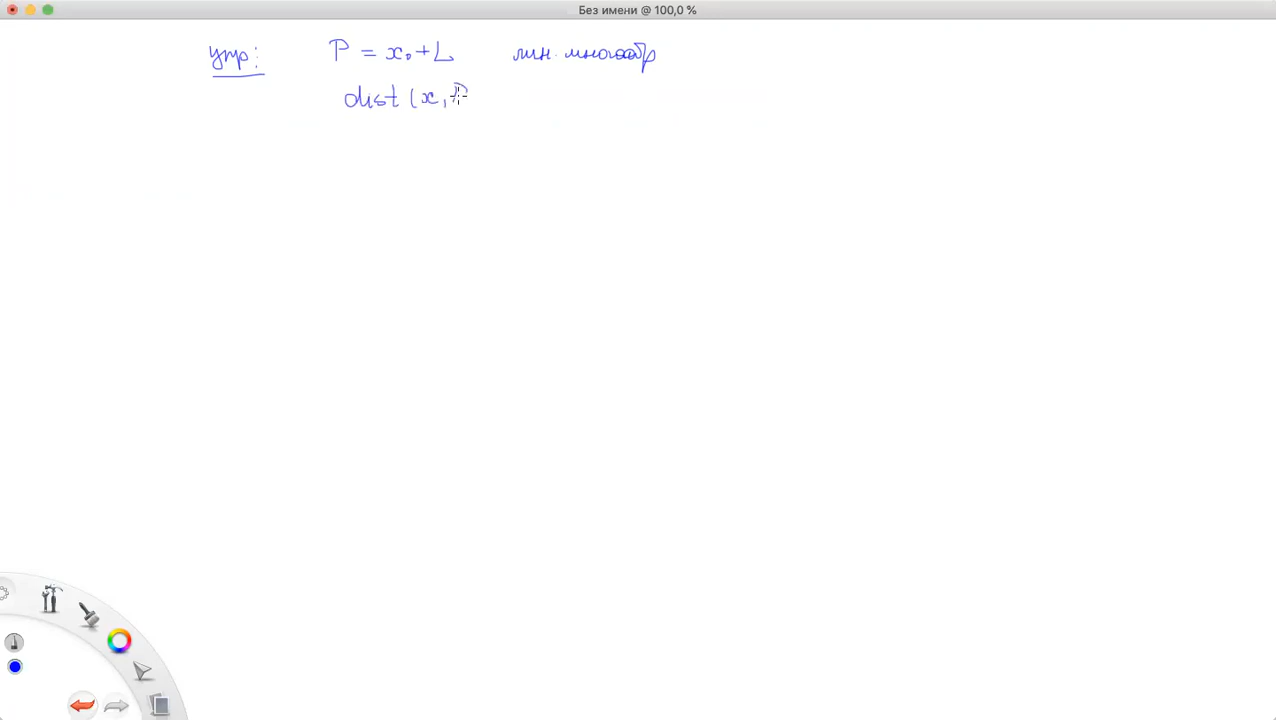 Без имени @ 100,0 %
упр: P = x₀ + L лин. многообр
dist (x, P